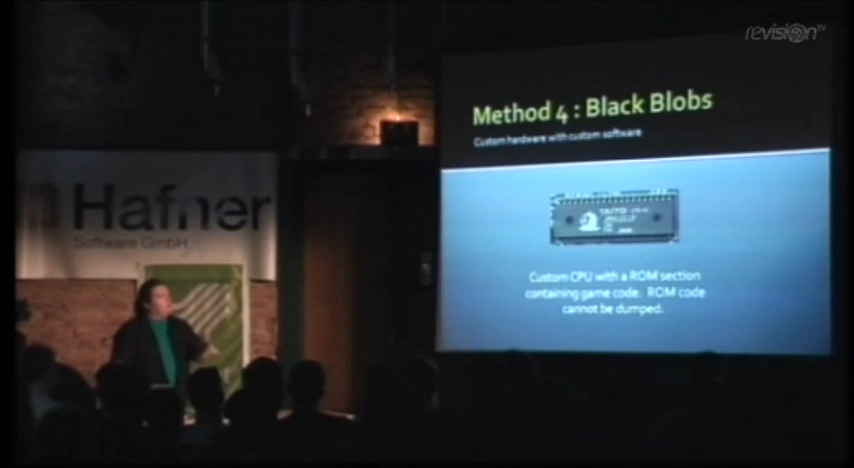 revision TV
Method 4 : Black Blobs
Custom hardware with custom software
Hafner
Software GmbH
TAITO
Custom CPU with a ROM section
containing game code. ROM code
cannot be dumped.